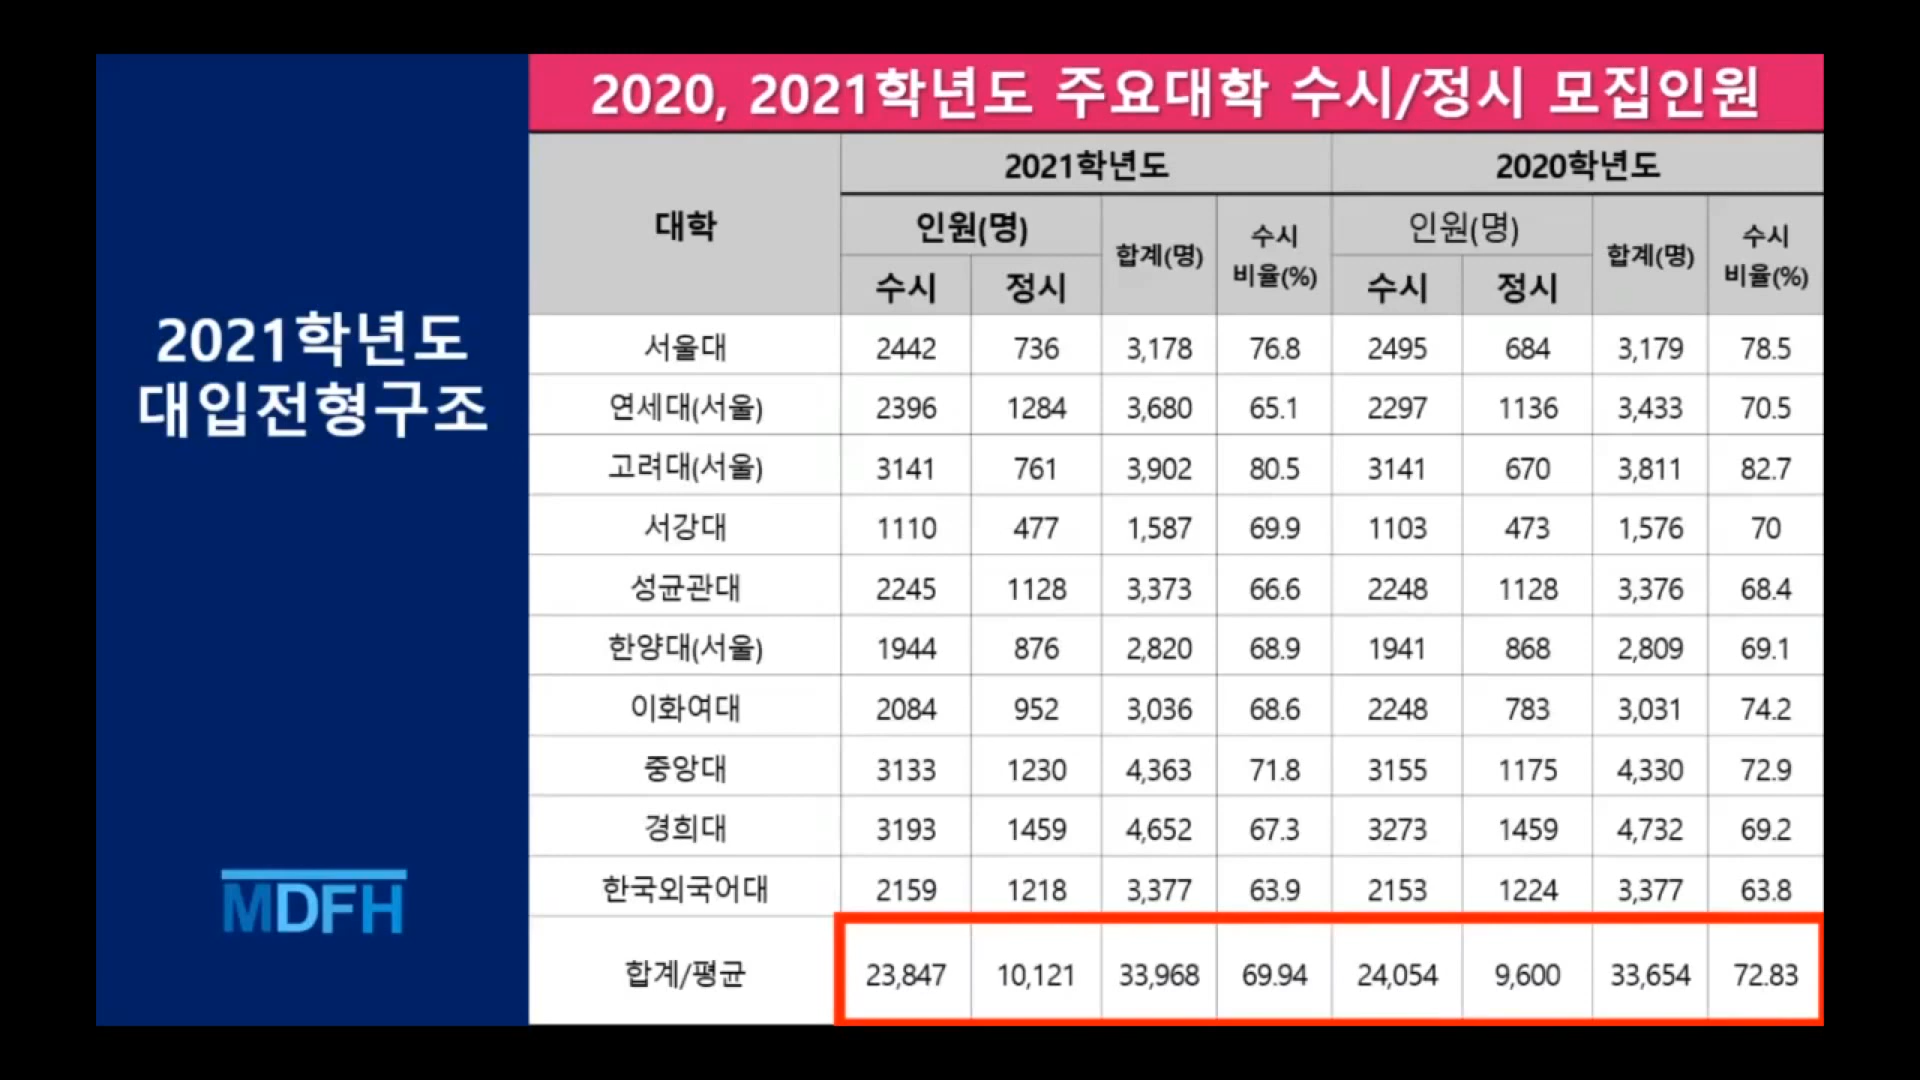 2021학년도
대입전형구조
MDFH
2020, 2021학년도 주요대학 수시/정시 모집인원
대학 2021학년도 2020학년도
인원(명) 합계(명) 수시 비율(%) 인원(명) 합계(명) 수시 비율(%)
수시 정시 수시 정시
서울대 2442 736 3,178 76.8 2495 684 3,179 78.5
연세대(서울) 2396 1284 3,680 65.1 2297 1136 3,433 70.5
고려대(서울) 3141 761 3,902 80.5 3141 670 3,811 82.7
서강대 1110 477 1,587 69.9 1103 473 1,576 70
성균관대 2245 1128 3,373 66.6 2248 1128 3,376 68.4
한양대(서울) 1944 876 2,820 68.9 1941 868 2,809 69.1
이화여대 2084 952 3,036 68.6 2248 783 3,031 74.2
중앙대 3133 1230 4,363 71.8 3155 1175 4,330 72.9
경희대 3193 1459 4,652 67.3 3273 1459 4,732 69.2
한국외국어대 2159 1218 3,377 63.9 2153 1224 3,377 63.8
합계/평균 23,847 10,121 33,968 69.94 24,054 9,600 33,654 72.83